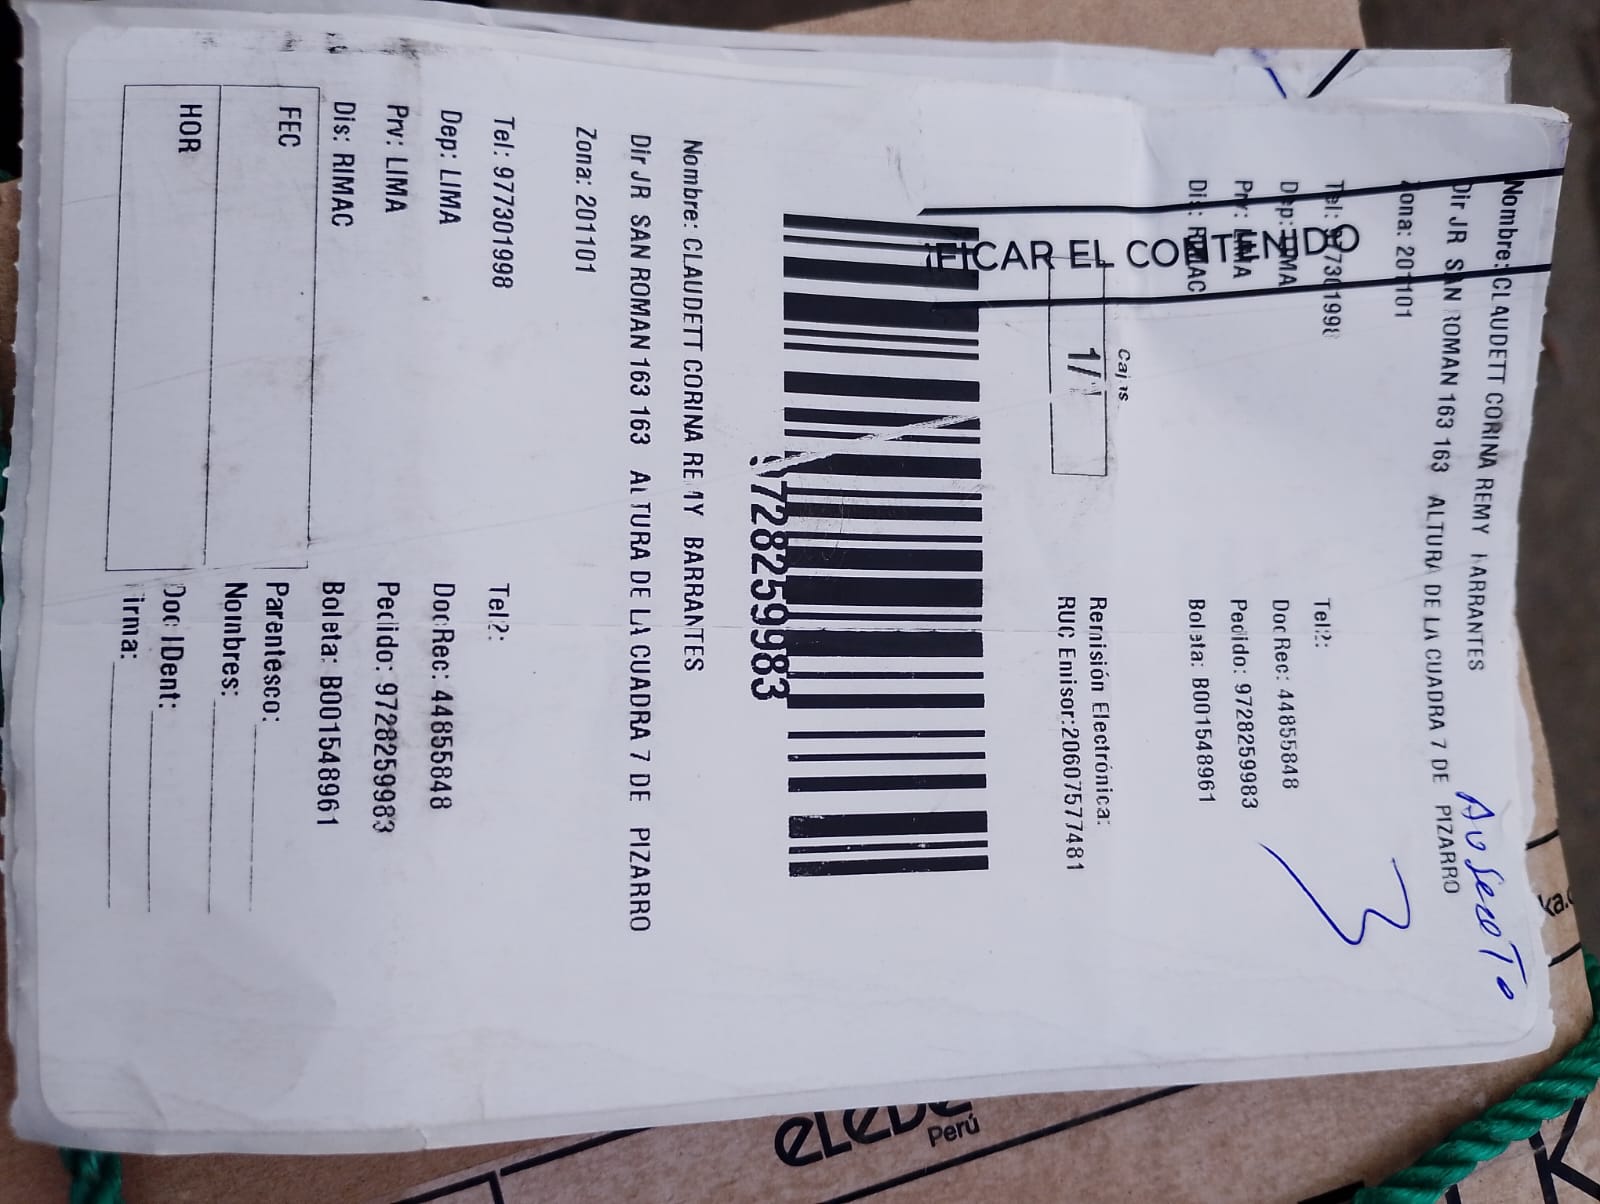 Nombre: CLAUDETT CORINA REMY BARRANTES
Dir JR SAN ROMAN 163 163 ALTURA DE LA CUADRA 7 DE PIZARRO
Zona: 201101
Tel: 977301998 Tel2:
Dep: LIMA DocRec: 44855848
Prv: LIMA Pedido: 9728259983
Dis: RIMAC Boleta: B001548961
AUSENTO
EL CONTENIDO
Cajas
1/1
Remisión Electrónica:
RUC Emisor:20607577481
9728259983
Nombre: CLAUDETT CORINA REMY BARRANTES
Dir JR SAN ROMAN 163 163 ALTURA DE LA CUADRA 7 DE PIZARRO
Zona: 201101
Tel: 977301998 Tel2:
Dep: LIMA DocRec: 44855848
Prv: LIMA Pedido: 9728259983
Dis: RIMAC Boleta: B001548961
FEC Parentesco:
Nombres:
HOR Doc IDent:
Firma:
Perú